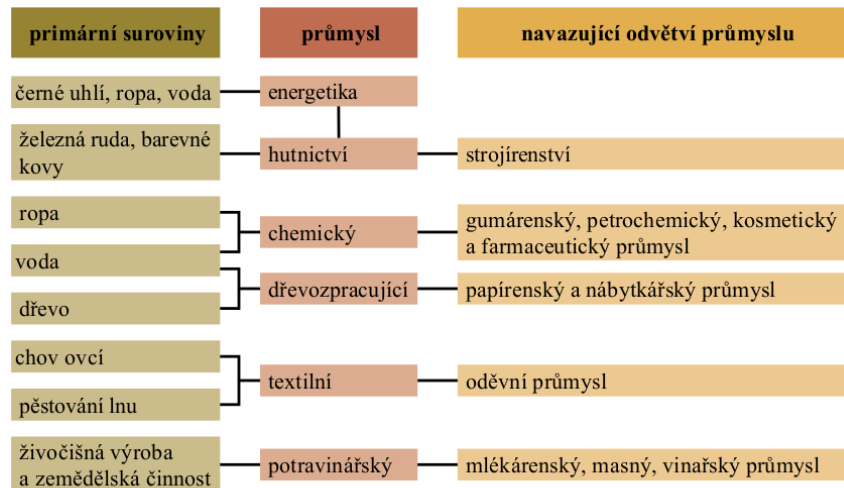 primární suroviny
průmysl
navazující odvětví průmyslu
černé uhlí, ropa, voda
energetika
železná ruda, barevné
kovy
hutnictví
strojírenství
ropa
voda
chemický
gumárenský, petrochemický, kosmetický
a farmaceutický průmysl
dřevo
dřevozpracující
papírenský a nábytkářský průmysl
chov ovcí
pěstování lnu
textilní
oděvní průmysl
živočišná výroba
a zemědělská činnost
potravinářský
mlékárenský, masný, vinařský průmysl